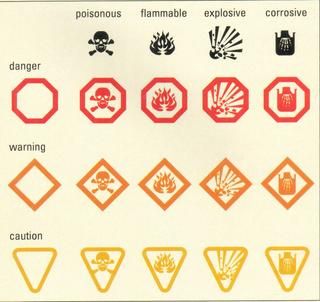 poisonous flammable explosive corrosive
danger
warning
caution